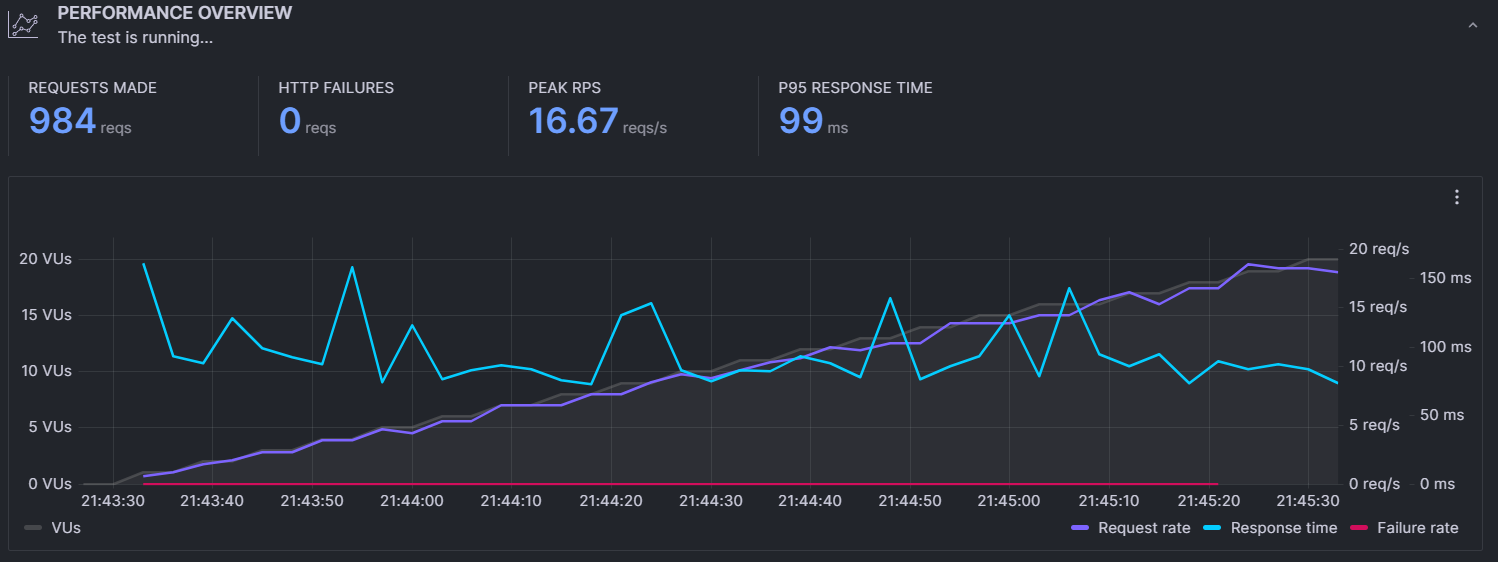 PERFORMANCE OVERVIEW
The test is running...
REQUESTS MADE
984 reqs
HTTP FAILURES
0 reqs
PEAK RPS
16.67 reqs/s
P95 RESPONSE TIME
99 ms
20 VUs
15 VUs
10 VUs
5 VUs
0 VUs
20 req/s
15 req/s
10 req/s
5 req/s
0 req/s
150 ms
100 ms
50 ms
0 ms
21:43:30 21:43:40 21:43:50 21:44:00 21:44:10 21:44:20 21:44:30 21:44:40 21:44:50 21:45:00 21:45:10 21:45:20 21:45:30
VUs
Request rate Response time Failure rate